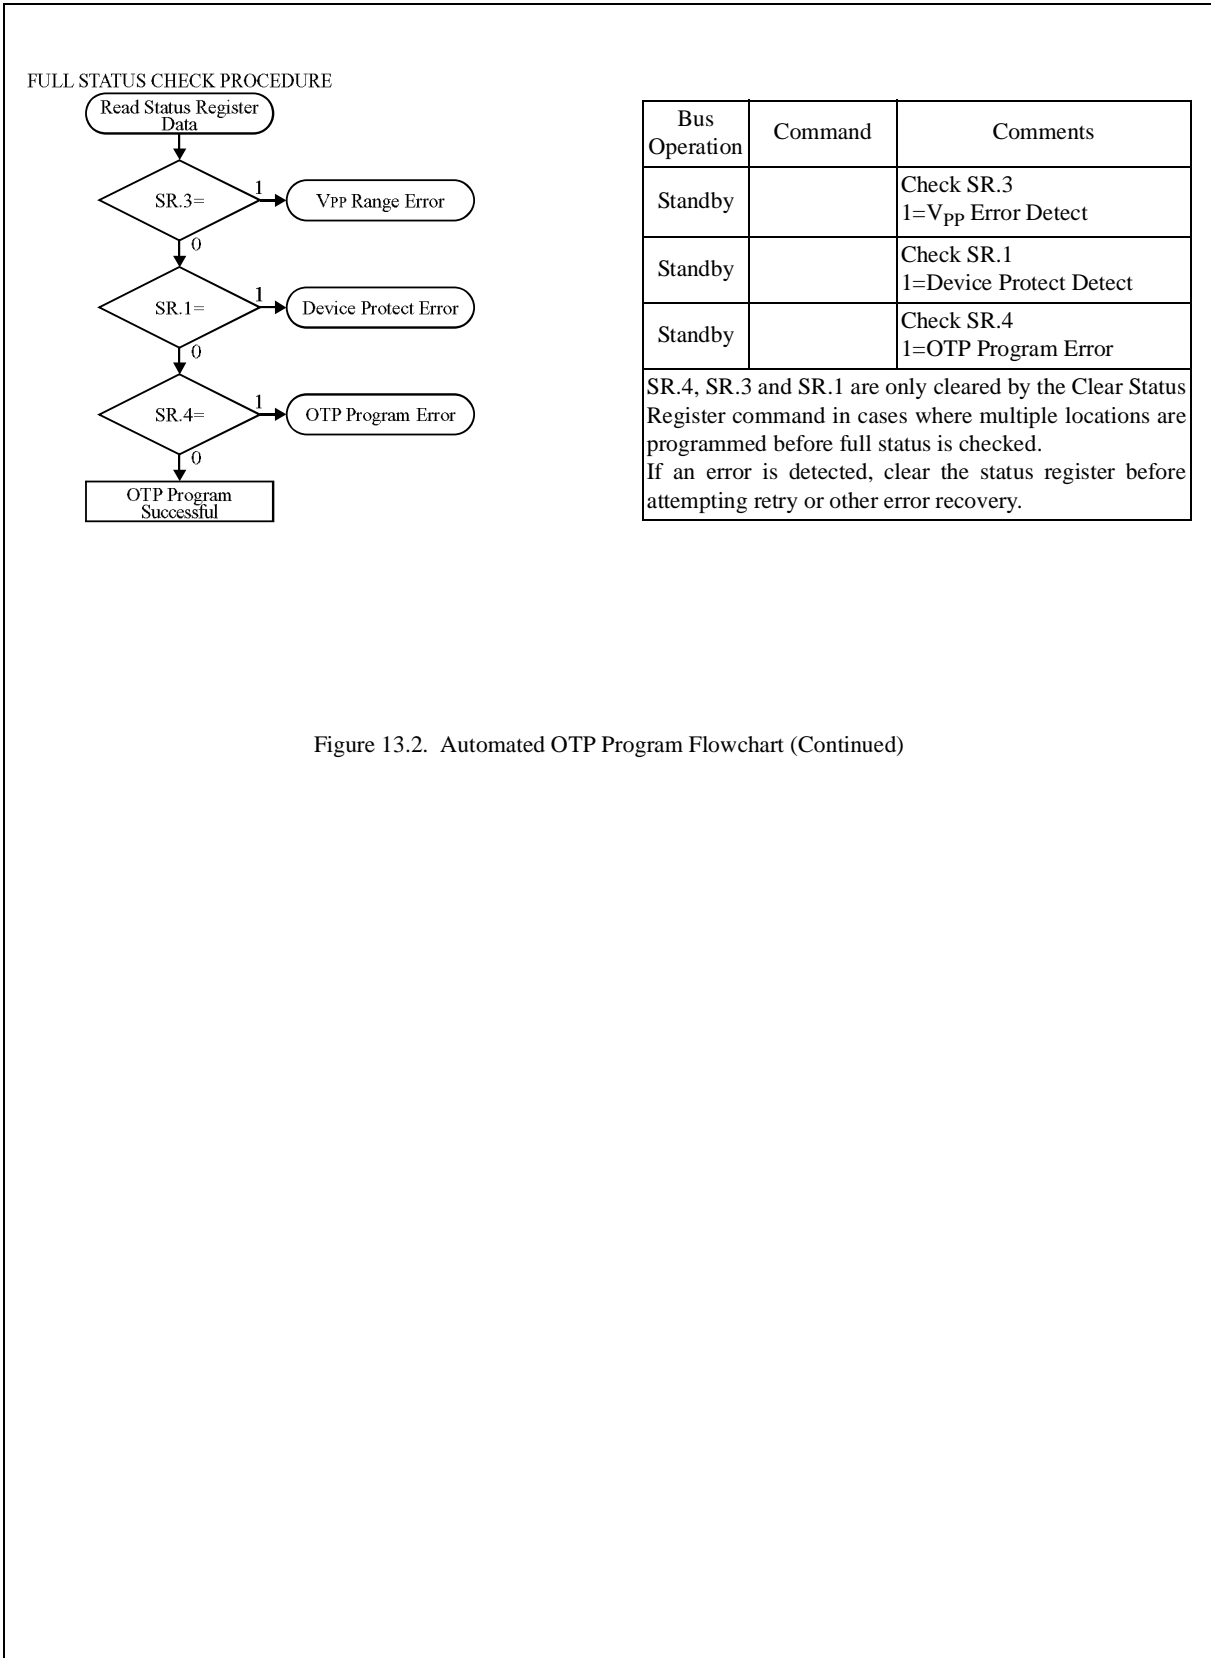 FULL STATUS CHECK PROCEDURE
Read Status Register
Data
SR.3=
1
VPP Range Error
0
SR.1=
1
Device Protect Error
0
SR.4=
1
OTP Program Error
0
OTP Program
Successful
Bus
Operation
Command
Comments
Standby
Check SR.3
1=VPP Error Detect
Standby
Check SR.1
1=Device Protect Detect
Standby
Check SR.4
1=OTP Program Error
SR.4, SR.3 and SR.1 are only cleared by the Clear Status
Register command in cases where multiple locations are
programmed before full status is checked.
If an error is detected, clear the status register before
attempting retry or other error recovery.
Figure 13.2. Automated OTP Program Flowchart (Continued)